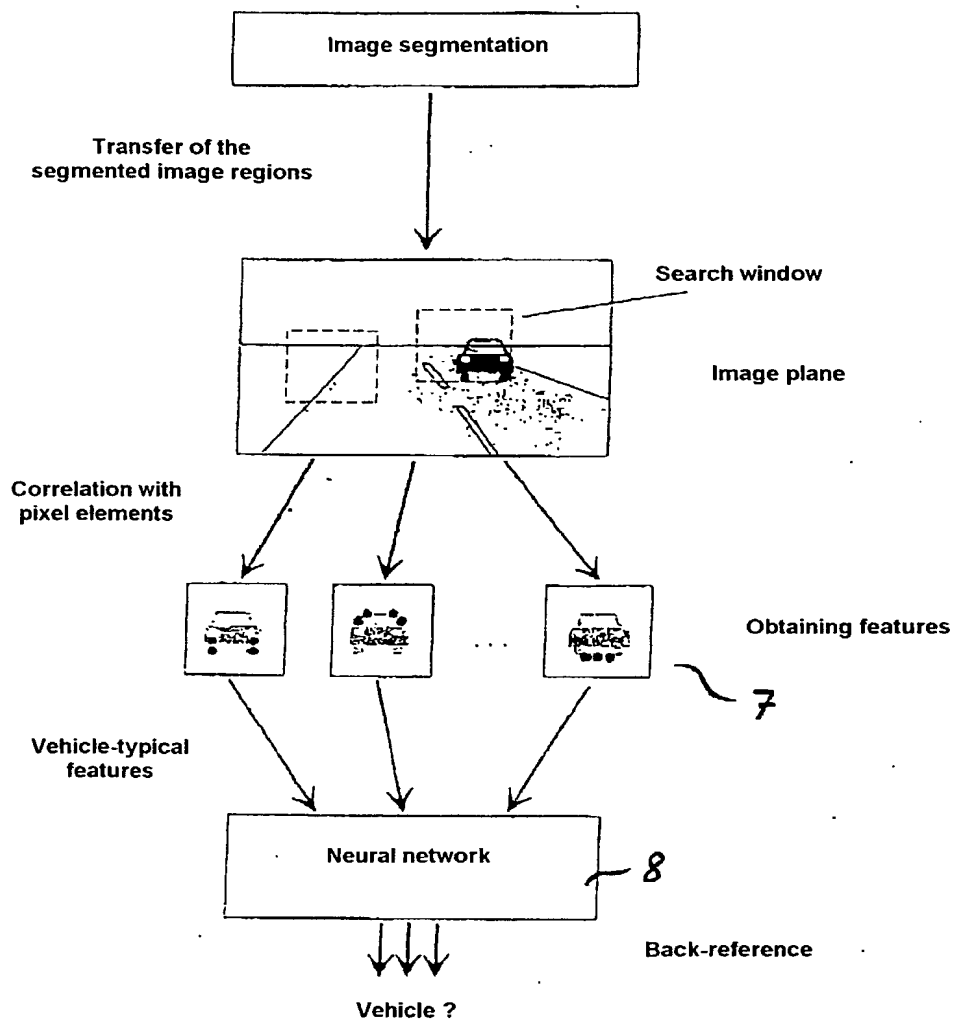 Image segmentation
Transfer of the
segmented image regions
Search window
Image plane
Correlation with
pixel elements
Obtaining features
...
7
Vehicle-typical
features
Neural network
8
Back-reference
Vehicle ?